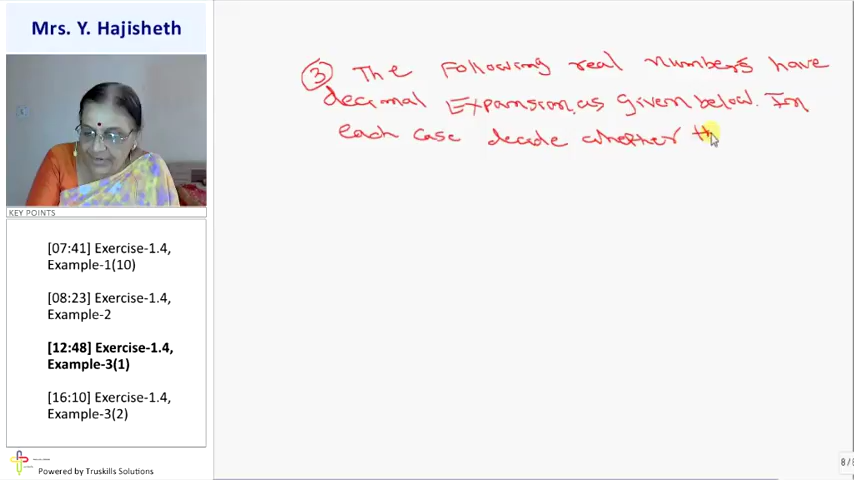 Mrs. Y. Hajisheth
KEY POINTS
[07:41] Exercise-1.4,
Example-1(10)
[08:23] Exercise-1.4,
Example-2
[12:48] Exercise-1.4,
Example-3(1)
[16:10] Exercise-1.4,
Example-3(2)
Powered by Truskills Solutions
3 The Following real Numbers have
decimal Expansion, as given below. In
each case decide whether th
8/